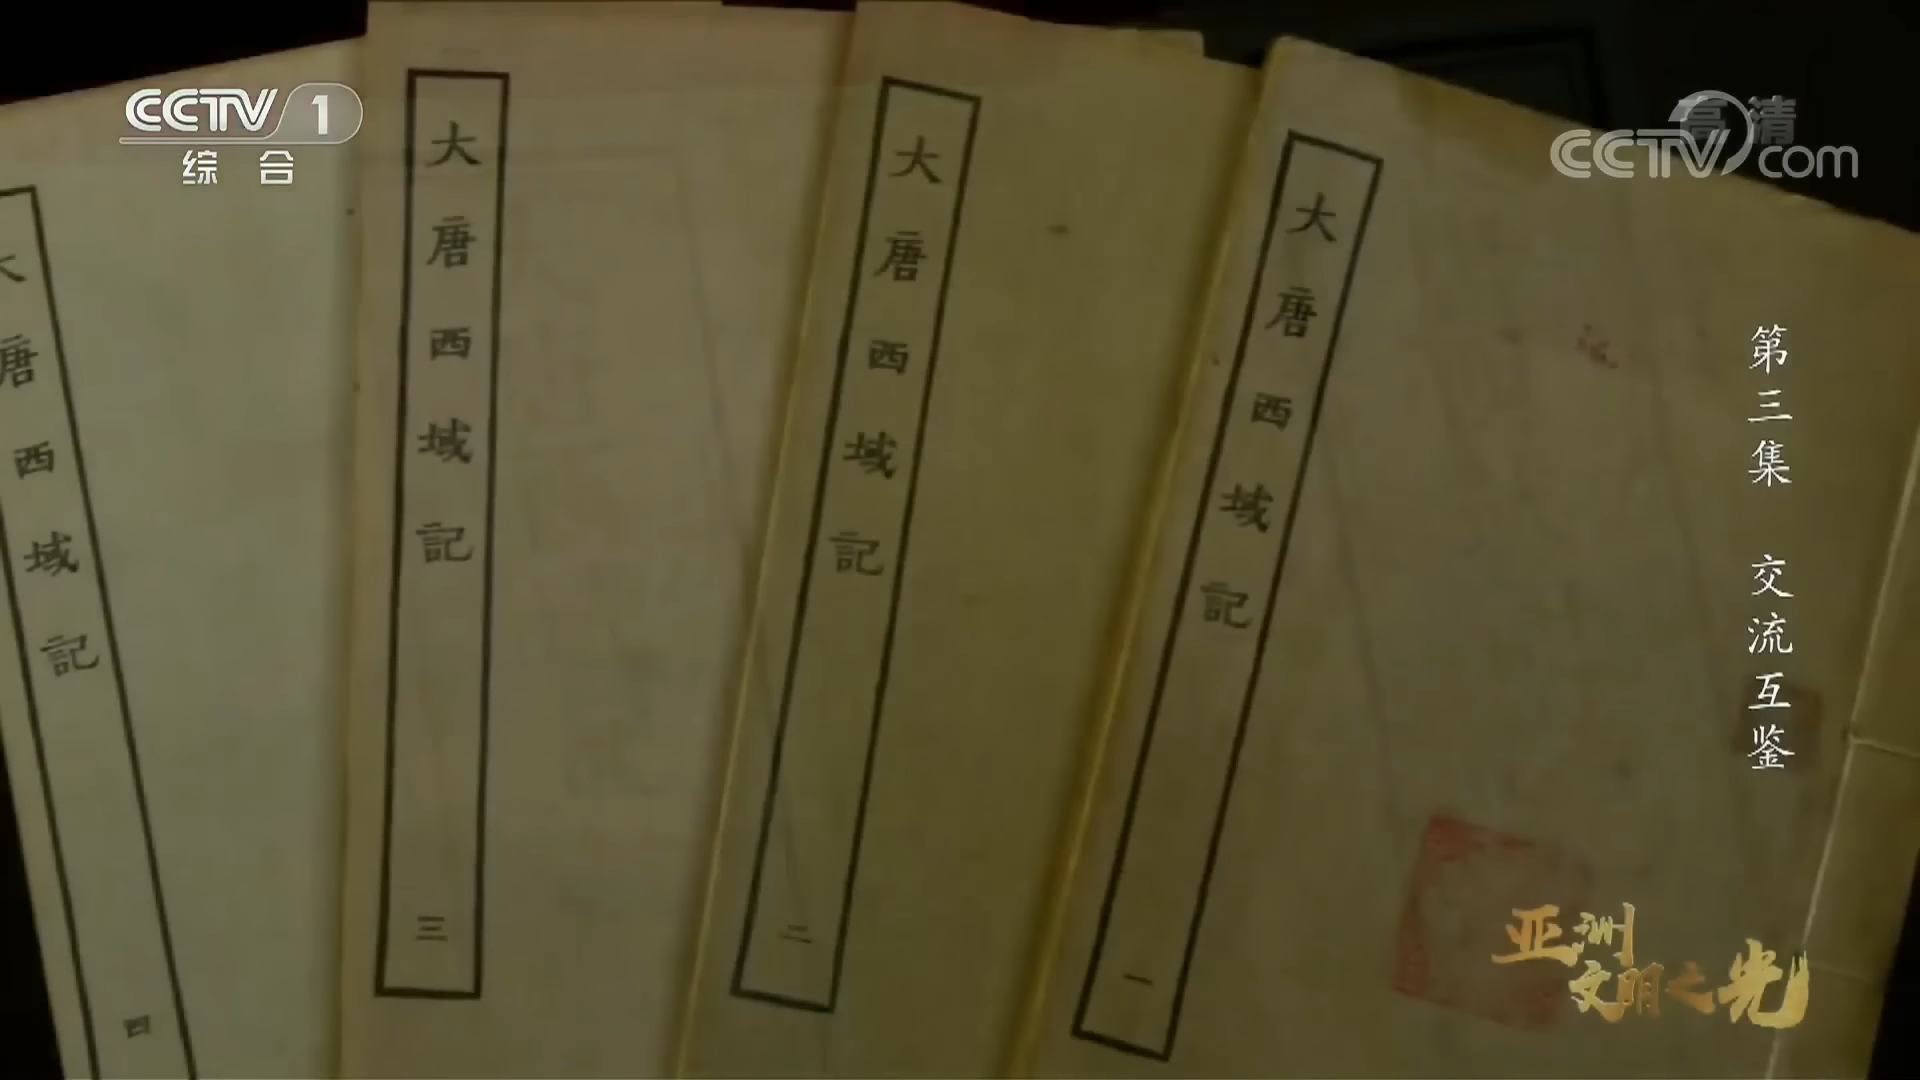 CCTV 1
综合
高清
CCTV com
大唐西域記 四
大唐西域記 三
大唐西域記 二
大唐西域記 一
第三集 交流互鉴
亚洲
文明之光